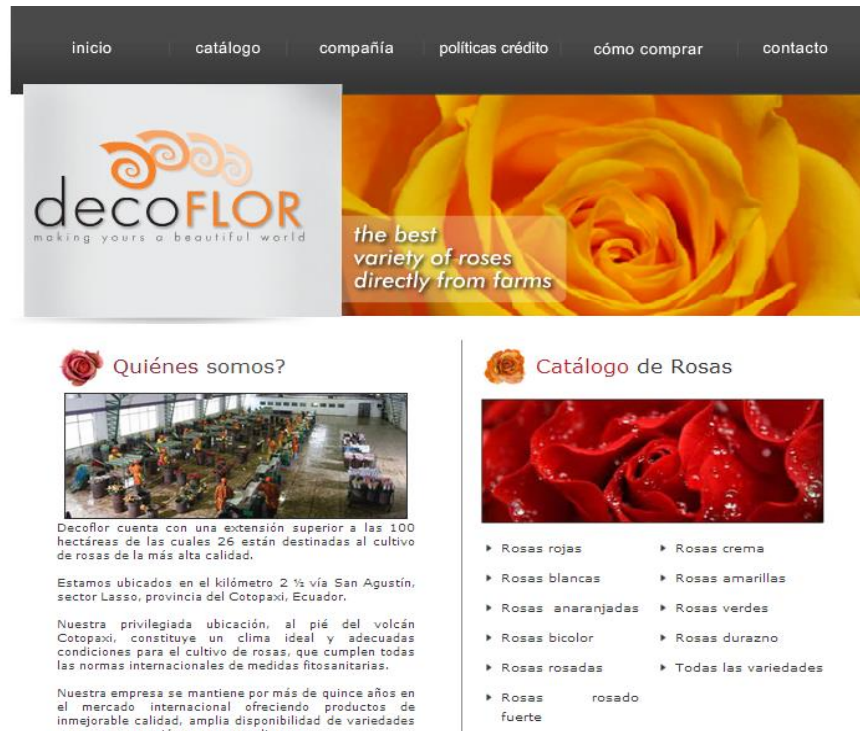 inicio
catálogo
compañía
políticas crédito
cómo comprar
contacto
decoFLOR
making yours a beautiful world
the best
variety of roses
directly from farms
Quiénes somos?
Decoflor cuenta con una extensión superior a las 100
hectáreas de las cuales 26 están destinadas al cultivo
de rosas de la más alta calidad.
Estamos ubicados en el kilómetro 2 ½ vía San Agustín,
sector Lasso, provincia del Cotopaxi, Ecuador.
Nuestra privilegiada ubicación, al pié del volcán
Cotopaxi, constituye un clima ideal y adecuadas
condiciones para el cultivo de rosas, que cumplen todas
las normas internacionales de medidas fitosanitarias.
Nuestra empresa se mantiene por más de quince años en
el mercado internacional ofreciendo productos de
inmejorable calidad, amplia disponibilidad de variedades
Catálogo de Rosas
Rosas rojas
Rosas blancas
Rosas anaranjadas
Rosas bicolor
Rosas rosadas
Rosas rosado
fuerte
Rosas crema
Rosas amarillas
Rosas verdes
Rosas durazno
Todas las variedades